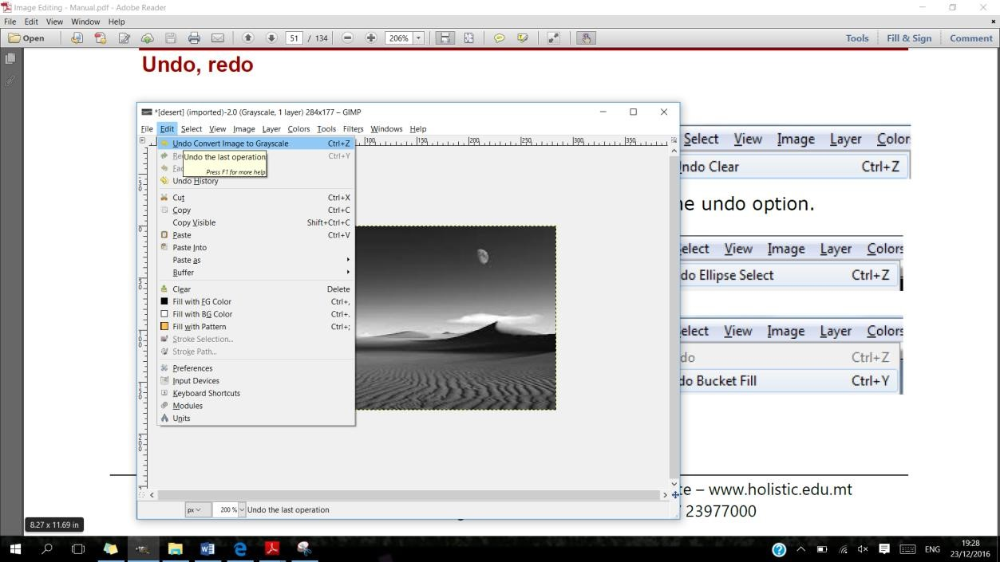 Image Editing - Manual.pdf - Adobe Reader
File Edit View Window Help
Open 51 / 134 206% Tools Fill & Sign Comment
Undo, redo
*[desert] (imported)-2.0 (Grayscale, 1 layer) 284x177 – GIMP
File Edit Select View Image Layer Colors Tools Filters Windows Help
Undo Convert Image to Grayscale Ctrl+Z
Ctrl+Y
Undo the last operation
Press F1 for more help
Undo History
Cut Ctrl+X
Copy Ctrl+C
Copy Visible Shift+Ctrl+C
Paste Ctrl+V
Paste Into
Paste as
Buffer
Clear Delete
Fill with FG Color Ctrl+,
Fill with BG Color Ctrl+.
Fill with Pattern Ctrl+;
Stroke Selection...
Stroke Path...
Preferences
Input Devices
Keyboard Shortcuts
Modules
Units
100 150 200 250 300 350
px 200 % Undo the last operation
Select View Image Layer Color
ndo Clear Ctrl+Z
he undo option.
elect View Image Layer Colors
do Ellipse Select Ctrl+Z
elect View Image Layer Colors
do Ctrl+Z
do Bucket Fill Ctrl+Y
te – www.holistic.edu.mt
23977000
8.27 x 11.69 in
ENG
19:28
23/12/2016